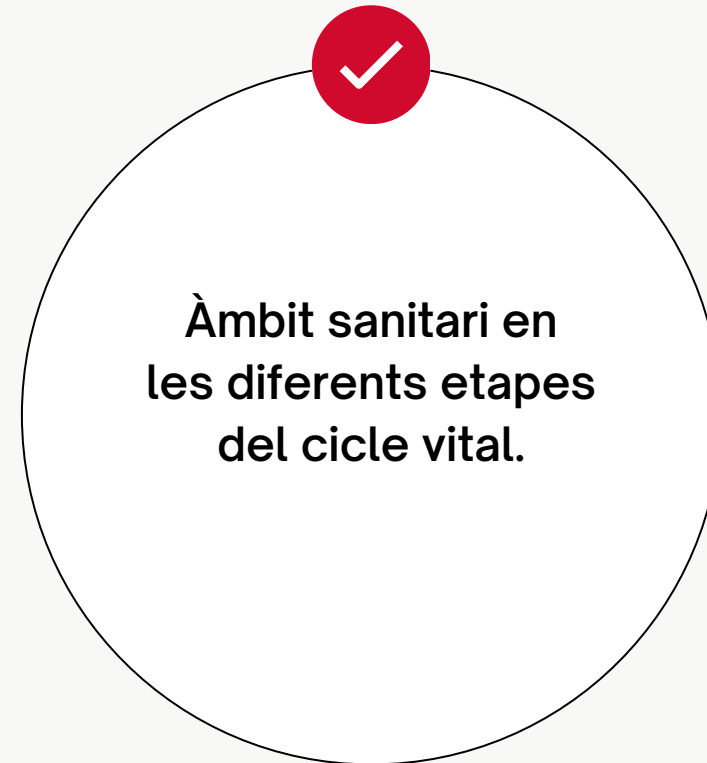 Àmbit sanitari en
les diferents etapes
del cicle vital.